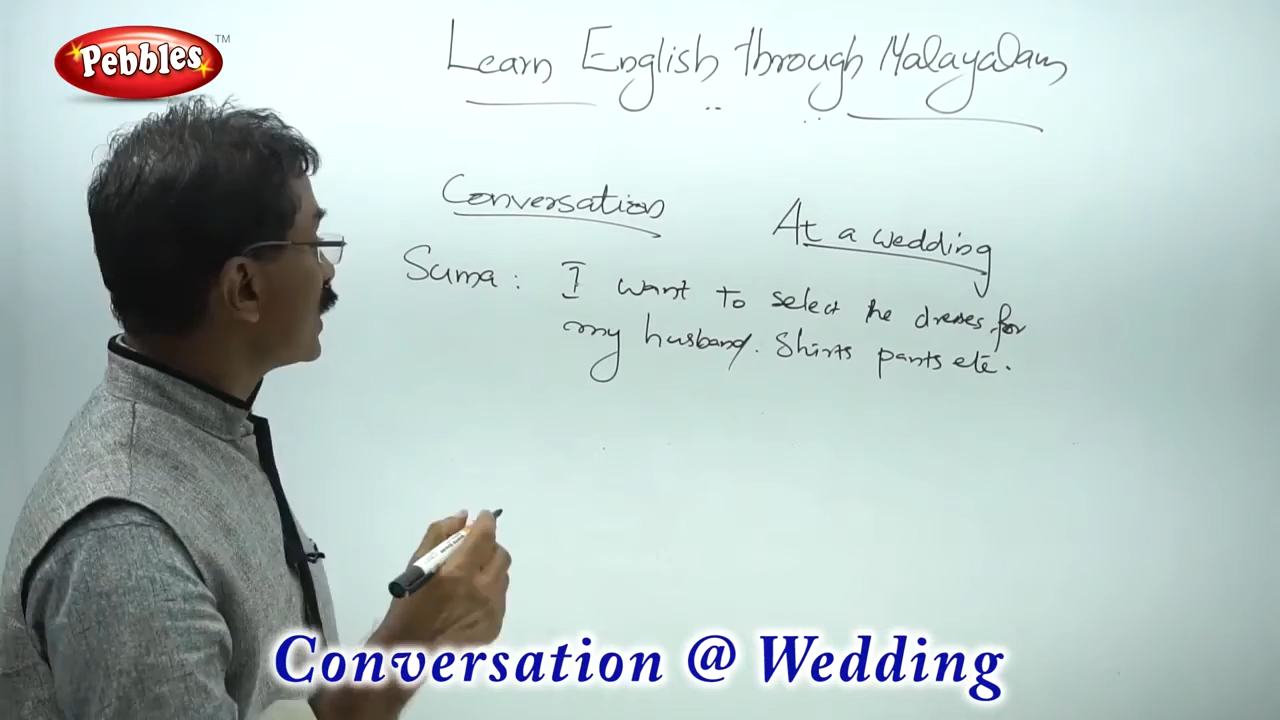 Pebbles TM
Learn English through Malayalam
Conversation
At a wedding
Suma : I want to select the dresses for
my husband. Shirts pants etc.
Conversation @ Wedding